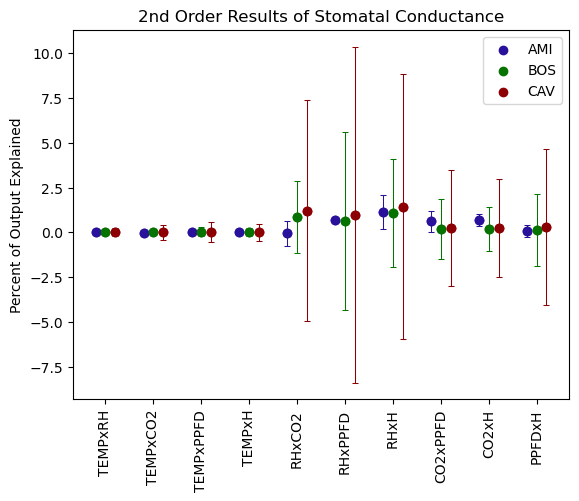 2nd Order Results of Stomatal Conductance
AMI
BOS
CAV
Percent of Output Explained
10.0
7.5
5.0
2.5
0.0
−2.5
−5.0
−7.5
TEMPxRH
TEMPxCO2
TEMPxPPFD
TEMPxH
RHxCO2
RHxPPFD
RHxH
CO2xPPFD
CO2xH
PPFDxH